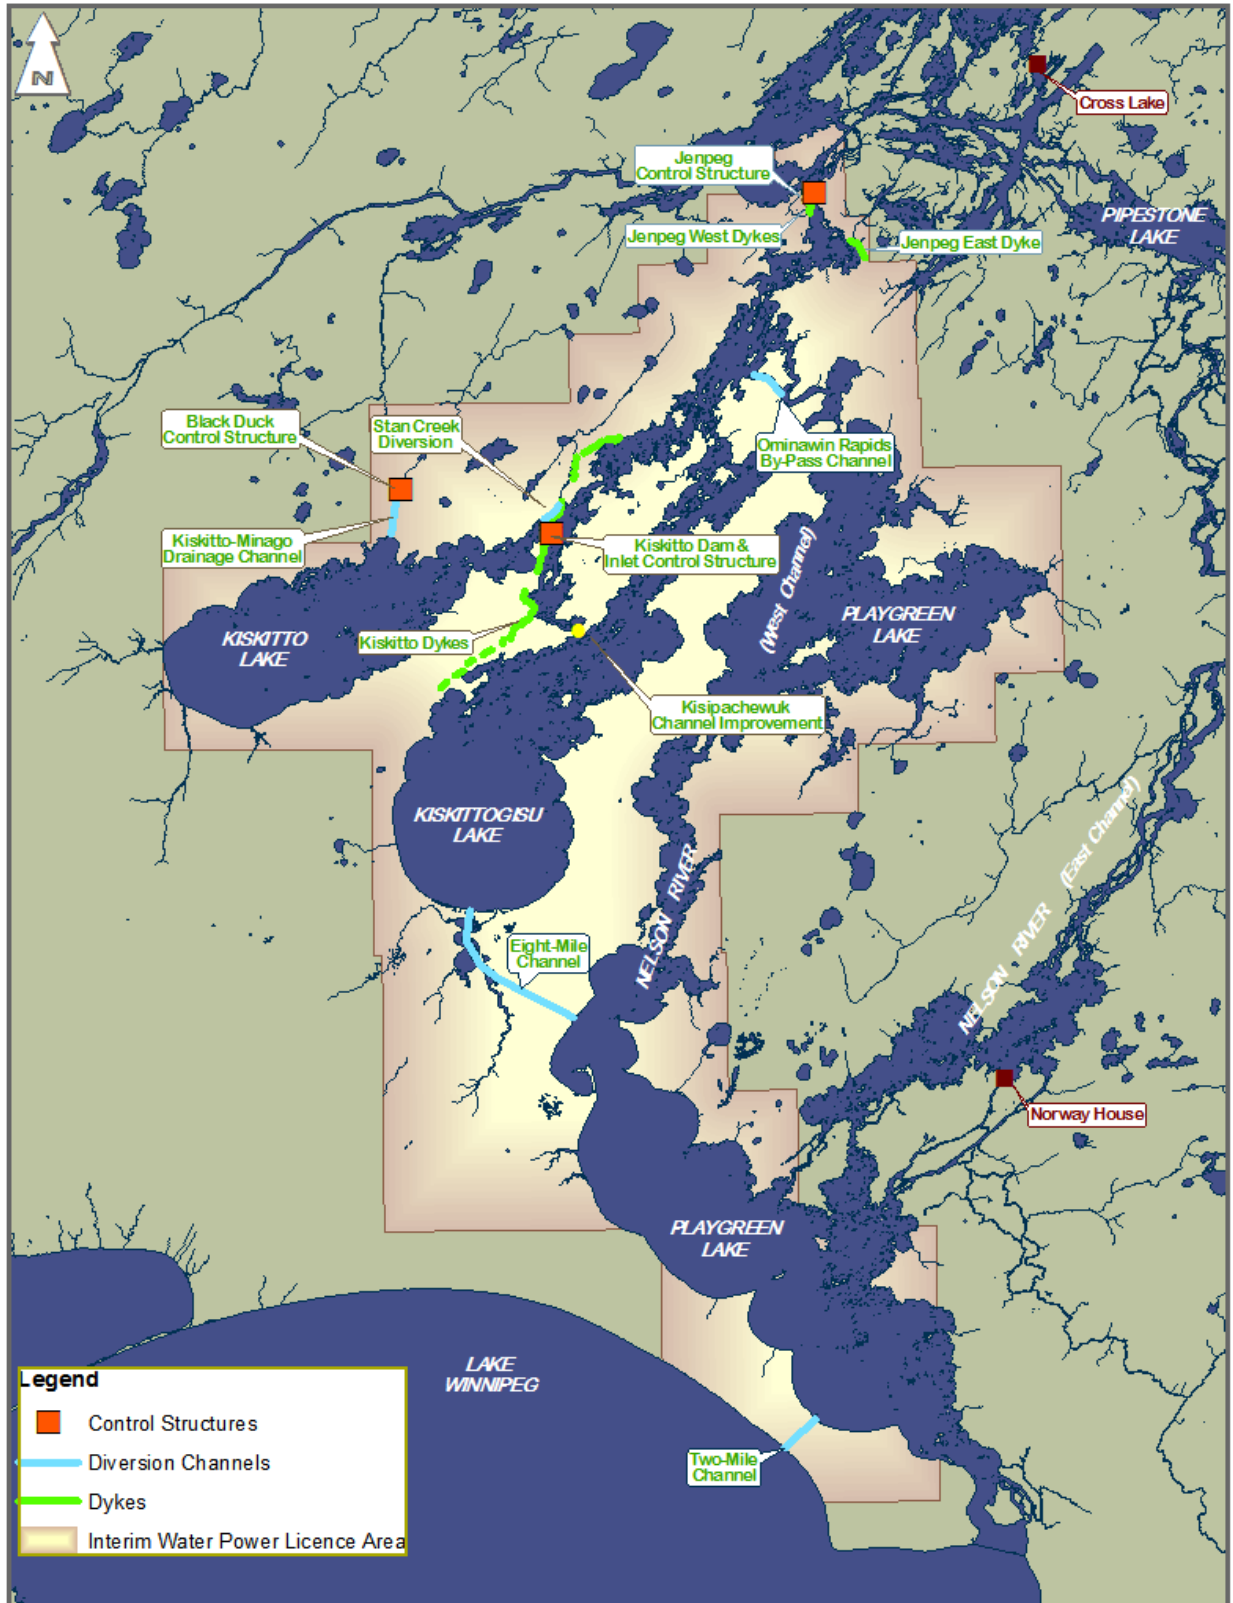 N
Cross Lake
Jenpeg
Control Structure
Jenpeg West Dykes
Jenpeg East Dyke
PIPESTONE
LAKE
Black Duck
Control Structure
Stan Creek
Diversion
Ominawin Rapids
By-Pass Channel
Kiskitto-Minago
Drainage Channel
Kiskitto Dam &
Inlet Control Structure
(West Channel)
PLAYGREEN
LAKE
KISKITTO
LAKE
Kiskitto Dykes
Kisipachewuk
Channel Improvement
KISKITTOGISU
LAKE
NELSON RIVER
NELSON RIVER (East Channel)
Eight-Mile
Channel
Norway House
PLAYGREEN
LAKE
LAKE
WINNIPEG
Two-Mile
Channel
Legend
Control Structures
Diversion Channels
Dykes
Interim Water Power Licence Area